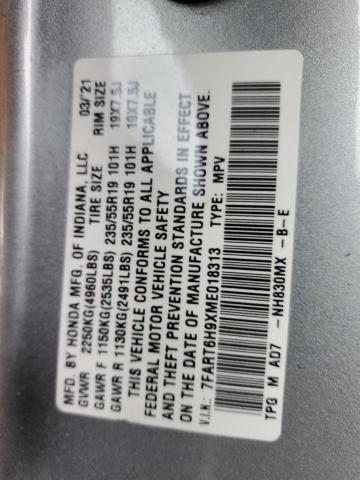 MFD. BY HONDA MFG. OF INDIANA, LLC 03/'21
GVWR 2250KG(4960LBS) TIRE SIZE RIM SIZE
GAWR F 1150KG(2535LBS) 235/55R19 101H 19X7.5J
GAWR R 1130KG(2491LBS) 235/55R19 101H 19X7.5J
THIS VEHICLE CONFORMS TO ALL APPLICABLE
FEDERAL MOTOR VEHICLE SAFETY
AND THEFT PREVENTION STANDARDS IN EFFECT
ON THE DATE OF MANUFACTURE SHOWN ABOVE.
V.I.N.: 7FART6H9XME018313 TYPE: MPV
TPG M AD7 -NH830MX -B-E